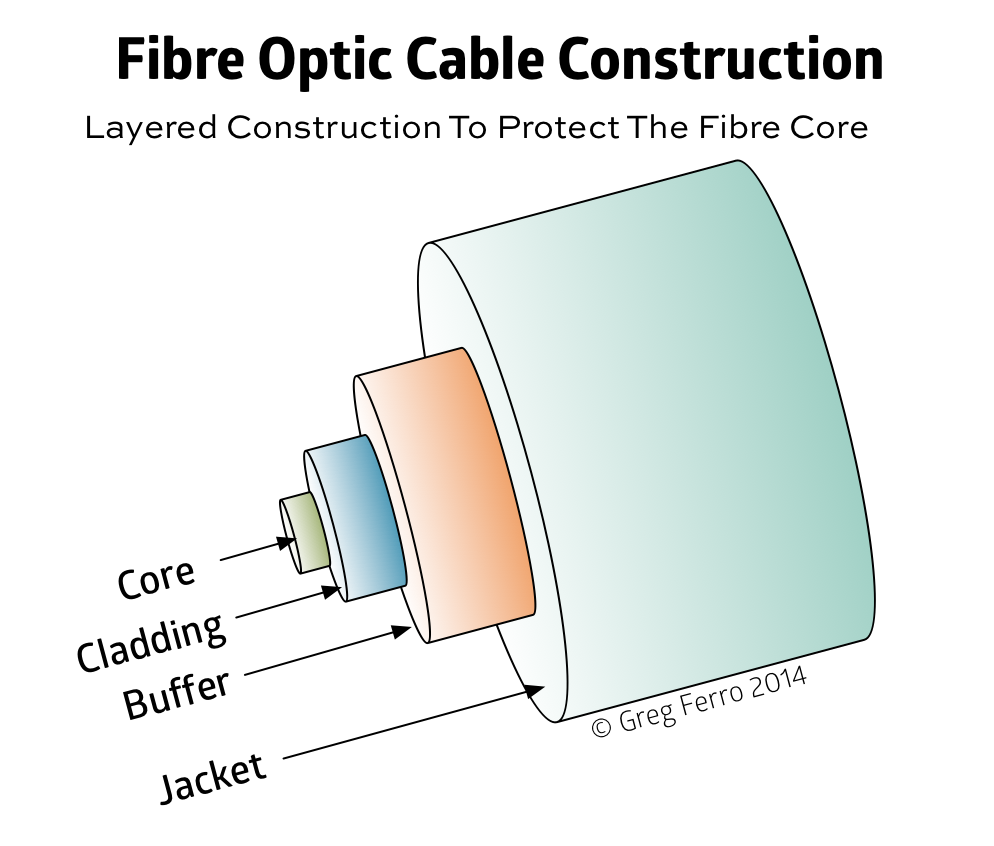 Fibre Optic Cable Construction
Layered Construction To Protect The Fibre Core
Core
Cladding
Buffer
Jacket
© Greg Ferro 2014